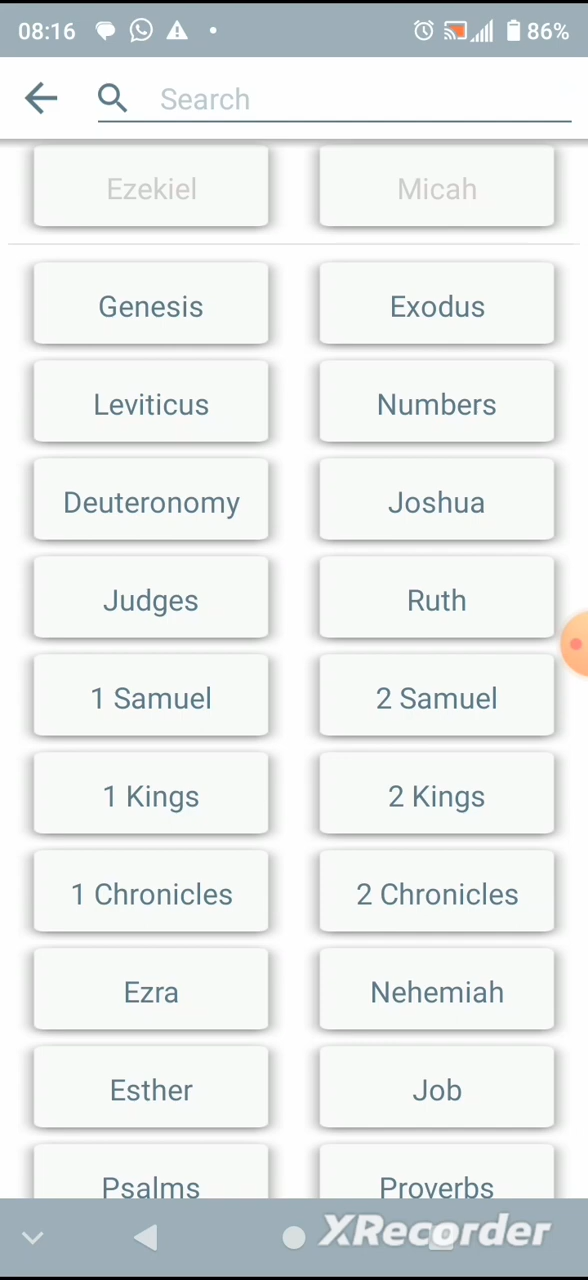 08:16 86%
Search
Ezekiel Micah
Genesis Exodus
Leviticus Numbers
Deuteronomy Joshua
Judges Ruth
1 Samuel 2 Samuel
1 Kings 2 Kings
1 Chronicles 2 Chronicles
Ezra Nehemiah
Esther Job
Psalms Proverbs
XRecorder